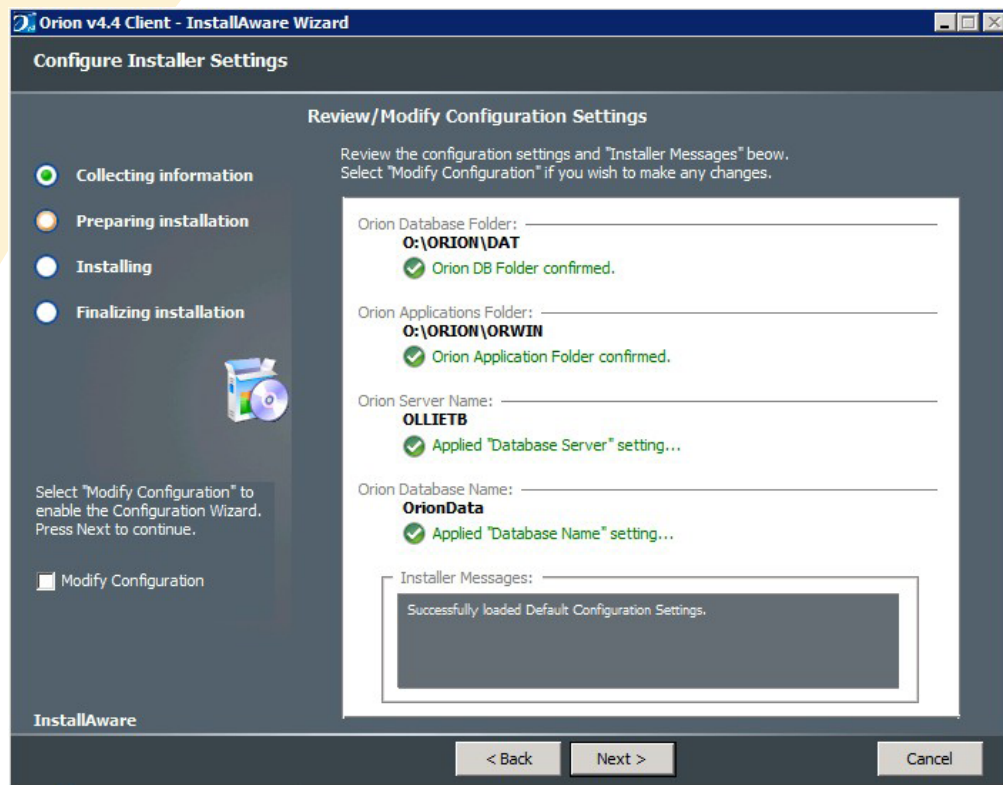 Orion v4.4 Client - InstallAware Wizard
Configure Installer Settings
Review/Modify Configuration Settings
Review the configuration settings and "Installer Messages" beow.
Select "Modify Configuration" if you wish to make any changes.
Collecting information
Preparing installation
Installing
Finalizing installation
Select "Modify Configuration" to
enable the Configuration Wizard.
Press Next to continue.
Modify Configuration
Orion Database Folder:
O:\ORION\DAT
Orion DB Folder confirmed.
Orion Applications Folder:
O:\ORION\ORWIN
Orion Application Folder confirmed.
Orion Server Name:
OLLIETB
Applied "Database Server" setting...
Orion Database Name:
OrionData
Applied "Database Name" setting...
Installer Messages:
Successfully loaded Default Configuration Settings.
InstallAware
< Back
Next >
Cancel